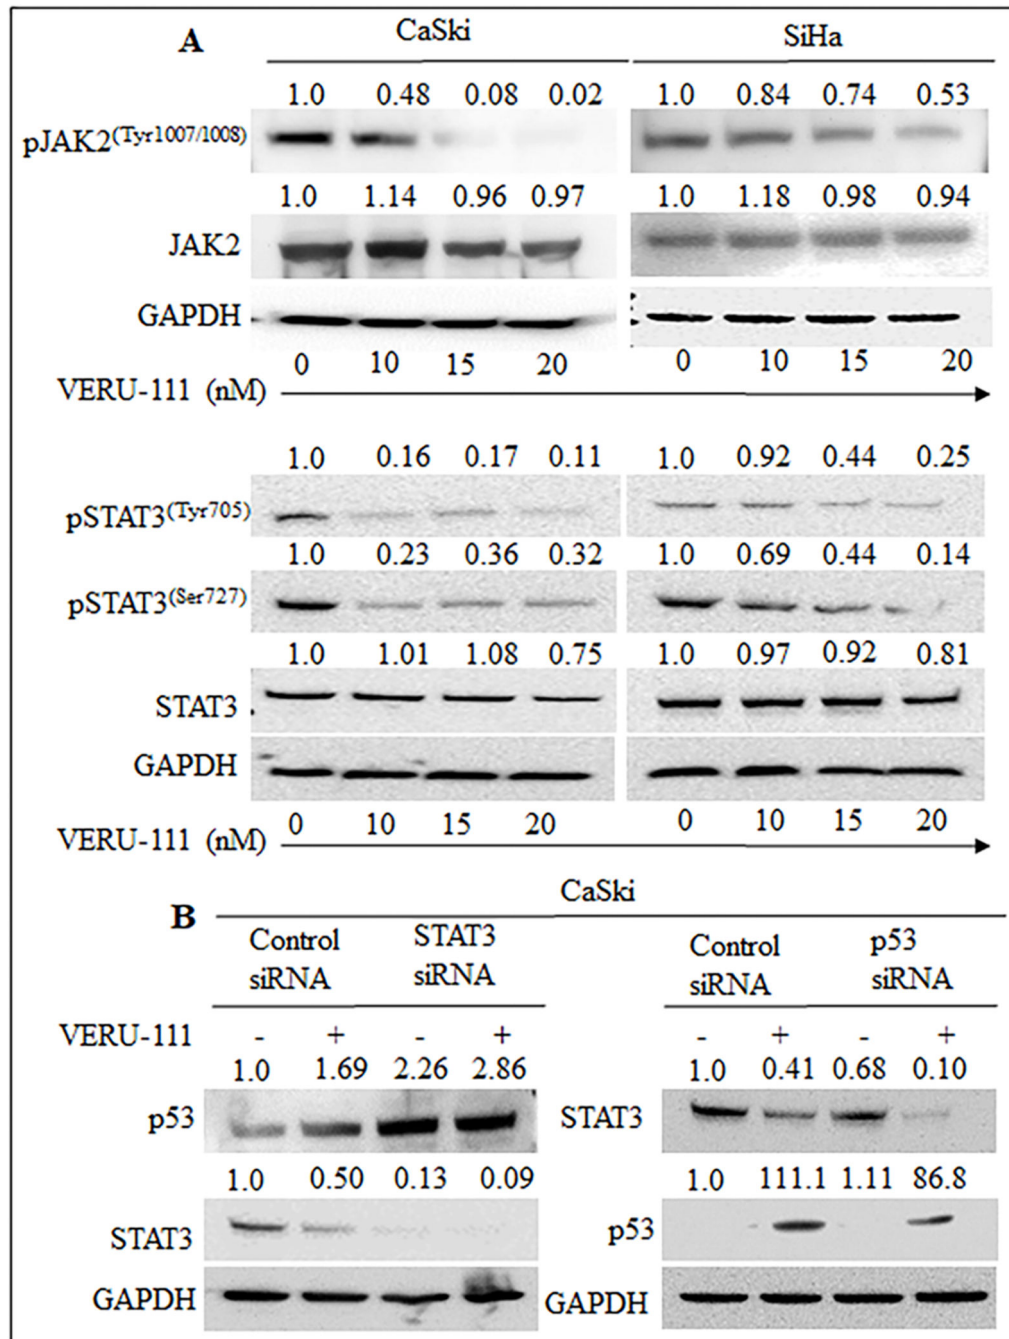 A
CaSki SiHa
1.0 0.48 0.08 0.02 1.0 0.84 0.74 0.53
pJAK2(Tyr1007/1008)
1.0 1.14 0.96 0.97 1.0 1.18 0.98 0.94
JAK2
GAPDH
0 10 15 20 0 10 15 20
VERU-111 (nM)
1.0 0.16 0.17 0.11 1.0 0.92 0.44 0.25
pSTAT3(Tyr705)
1.0 0.23 0.36 0.32 1.0 0.69 0.44 0.14
pSTAT3(Ser727)
1.0 1.01 1.08 0.75 1.0 0.97 0.92 0.81
STAT3
GAPDH
0 10 15 20 0 10 15 20
VERU-111 (nM)
CaSki
B
Control siRNA
STAT3 siRNA
VERU-111 - + - +
1.0 1.69 2.26 2.86
p53
1.0 0.50 0.13 0.09
STAT3
GAPDH
Control siRNA
p53 siRNA
- + - +
1.0 0.41 0.68 0.10
STAT3
1.0 111.1 1.11 86.8
p53
GAPDH